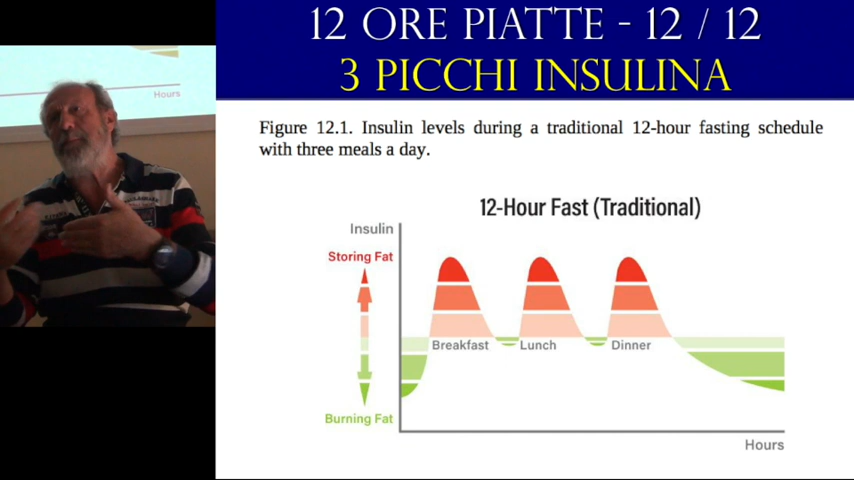 12 ORE PIATTE - 12 / 12
3 PICCHI INSULINA
Hours
Figure 12.1. Insulin levels during a traditional 12-hour fasting schedule
with three meals a day.
12-Hour Fast (Traditional)
Insulin
Storing Fat
Breakfast
Lunch
Dinner
Burning Fat
Hours